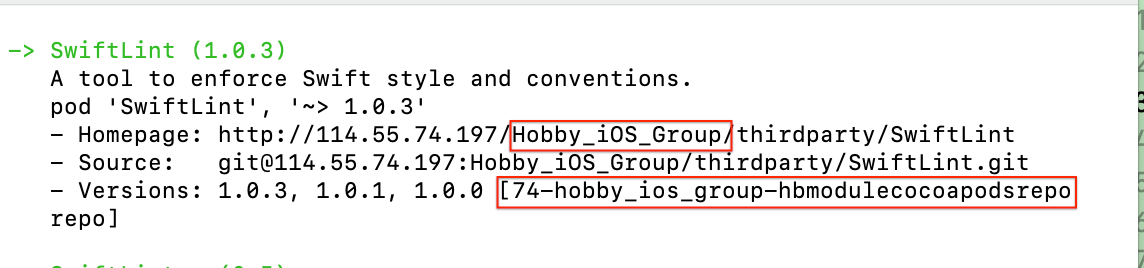 -> SwiftLint (1.0.3)
A tool to enforce Swift style and conventions.
pod 'SwiftLint', '~> 1.0.3'
- Homepage: http://114.55.74.197/Hobby_iOS_Group/thirdparty/SwiftLint
- Source:   git@114.55.74.197:Hobby_iOS_Group/thirdparty/SwiftLint.git
- Versions: 1.0.3, 1.0.1, 1.0.0 [74-hobby_ios_group-hbmodulecocoapodsrepo
repo]